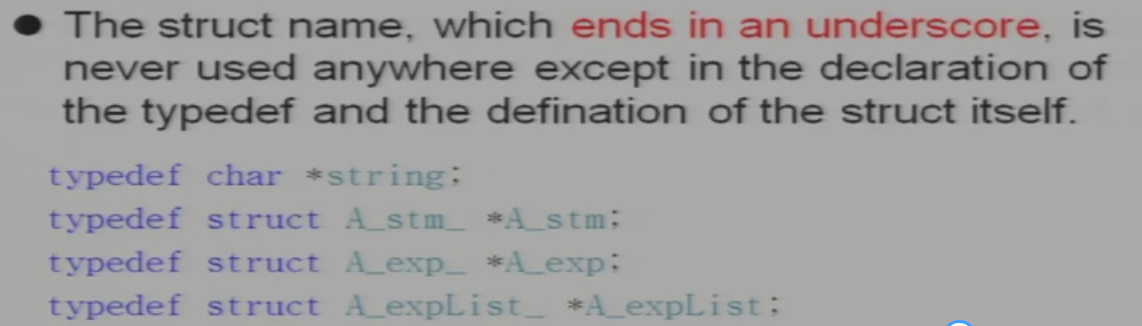 ● The struct name, which ends in an underscore, is
never used anywhere except in the declaration of
the typedef and the defination of the struct itself.
typedef char *string;
typedef struct A_stm_ *A_stm;
typedef struct A_exp_ *A_exp;
typedef struct A_expList_ *A_expList;